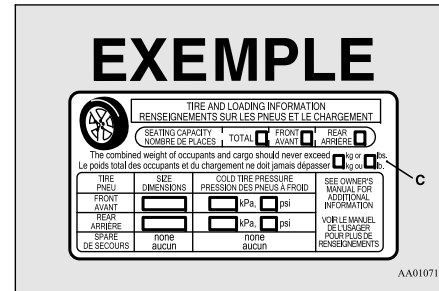 EXEMPLE
TIRE AND LOADING INFORMATION
RENSEIGNEMENTS SUR LES PNEUS ET LE CHARGEMENT
SEATING CAPACITY
NOMBRE DE PLACES
TOTAL
FRONT
AVANT
REAR
ARRIÈRE
The combined weight of occupants and cargo should never exceed kg or lbs.
Le poids total des occupants et du chargement ne doit jamais dépasser kg ou lb.
C
TIRE
PNEU
SIZE
DIMENSIONS
COLD TIRE PRESSURE
PRESSION DES PNEUS À FROID
SEE OWNER'S
MANUAL FOR
ADDITIONAL
INFORMATION
VOIR LE MANUEL
DE L'USAGER
POUR PLUS DE
RENSEIGNEMENTS
FRONT
AVANT
kPa, psi
REAR
ARRIÈRE
kPa, psi
SPARE
DE SECOURS
none
aucun
none
aucun
AA01071